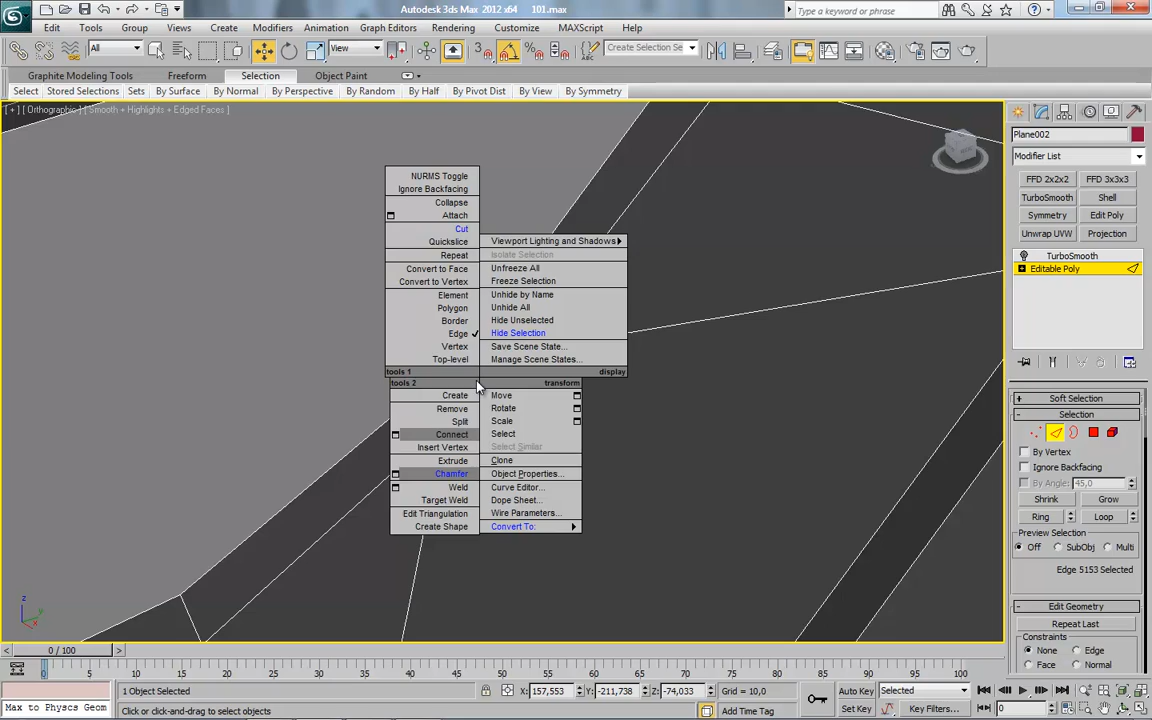 Autodesk 3ds Max 2012 x64 101.max
Type a keyword or phrase
Edit Tools Group Views Create Modifiers Animation Graph Editors Rendering Customize MAXScript Help
All View Create Selection Se
Graphite Modeling Tools Freeform Selection Object Paint
Select Stored Selections Sets By Surface By Normal By Perspective By Random By Half By Pivot Dist By View By Symmetry
[ + ] [ Orthographic ] [ Smooth + Highlights + Edged Faces ]
NURMS Toggle
Ignore Backfacing
Collapse
Attach
Cut
Quickslice
Repeat
Convert to Face
Convert to Vertex
Element
Polygon
Border
Edge
Vertex
Top-level
tools 1
Viewport Lighting and Shadows
Isolate Selection
Unfreeze All
Freeze Selection
Unhide by Name
Unhide All
Hide Unselected
Hide Selection
Save Scene State...
Manage Scene States...
display
tools 2
Create
Remove
Split
Connect
Insert Vertex
Extrude
Chamfer
Weld
Target Weld
Edit Triangulation
Create Shape
transform
Move
Rotate
Scale
Select
Select Similar
Clone
Object Properties...
Curve Editor...
Dope Sheet...
Wire Parameters...
Convert To:
Plane002
Modifier List
FFD 2x2x2 FFD 3x3x3
TurboSmooth Shell
Symmetry Edit Poly
Unwrap UVW Projection
TurboSmooth
Editable Poly
Soft Selection
Selection
By Vertex
Ignore Backfacing
By Angle: 45,0
Shrink Grow
Ring Loop
Preview Selection
Off SubObj Multi
Edge 5153 Selected
Edit Geometry
Repeat Last
Constraints
None Edge
Face Normal
z
y
x
0 / 100
0 5 10 15 20 25 30 35 40 45 50 55 60 65 70 75 80 85 90 95 100
1 Object Selected X: 157,553 Y: -211,738 Z: -74,033 Grid = 10,0 Auto Key Selected
Max to Physcs Geom Click or click-and-drag to select objects Add Time Tag Set Key Key Filters... 0